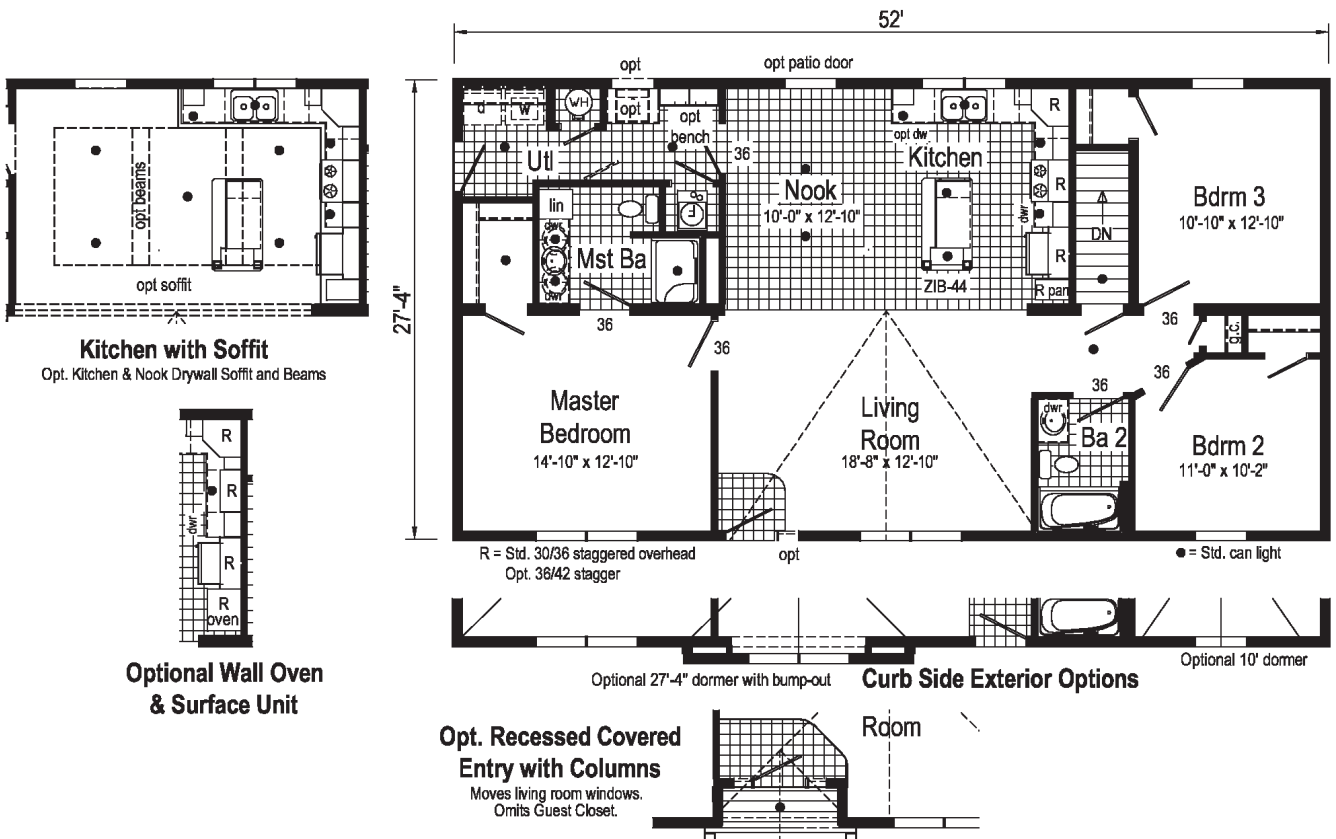 52'
opt
opt patio door
27'-4"
d
w
WH
opt
opt
bench
Utl
36
lin
dwr
dwr
Mst Ba
36
36
Nook
10'-0" x 12'-10"
opt dw
Kitchen
R
R
dwr
R
R pan
ZIB-44
DN
Bdrm 3
10'-10" x 12'-10"
36
g.c.
36
36
dwr
Ba 2
Bdrm 2
11'-0" x 10'-2"
Master
Bedroom
14'-10" x 12'-10"
Living
Room
18'-8" x 12'-10"
R = Std. 30/36 staggered overhead
Opt. 36/42 stagger
opt
● = Std. can light
opt beams
opt soffit
Kitchen with Soffit
Opt. Kitchen & Nook Drywall Soffit and Beams
R
R
dwr
R
R
oven
Optional Wall Oven
& Surface Unit
Optional 27'-4" dormer with bump-out
Curb Side Exterior Options
Optional 10' dormer
Opt. Recessed Covered
Entry with Columns
Moves living room windows.
Omits Guest Closet.
Room